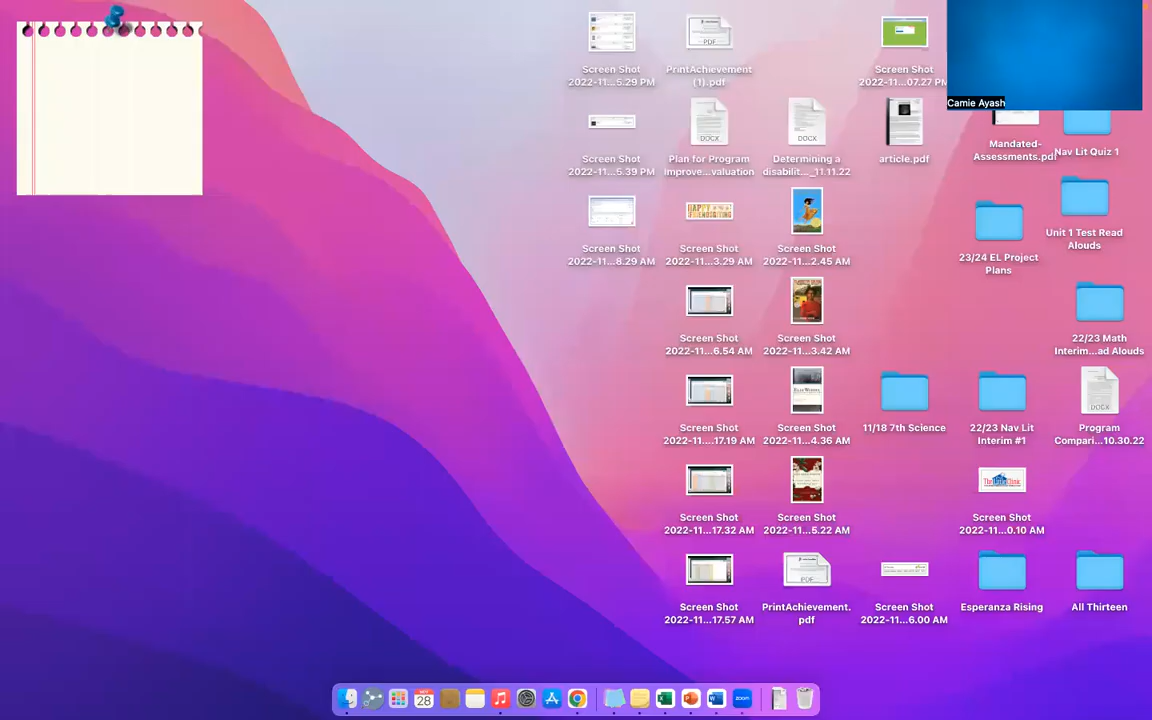 Camie Ayash
Screen Shot
2022-11...5.29 PM
PrintAchievement
(1).pdf
Screen Shot
2022-11...07.27 PM
Screen Shot
2022-11...5.39 PM
Plan for Program
Improve...valuation
Determining a
disabilit..._11.11.22
article.pdf
Mandated-
Assessments.pdf
Nav Lit Quiz 1
Screen Shot
2022-11...8.29 AM
Screen Shot
2022-11...3.29 AM
Screen Shot
2022-11...2.45 AM
23/24 EL Project
Plans
Unit 1 Test Read
Alouds
Screen Shot
2022-11...6.54 AM
Screen Shot
2022-11...3.42 AM
22/23 Math
Interim...ad Alouds
Screen Shot
2022-11....17.19 AM
Screen Shot
2022-11...4.36 AM
11/18 7th Science
22/23 Nav Lit
Interim #1
Program
Compari...10.30.22
Screen Shot
2022-11...17.32 AM
Screen Shot
2022-11...5.22 AM
Screen Shot
2022-11...0.10 AM
Screen Shot
2022-11...17.57 AM
PrintAchievement.
pdf
Screen Shot
2022-11...6.00 AM
Esperanza Rising
All Thirteen
PDF
DOCX
DOCX
DOCX
PDF
28
zoom